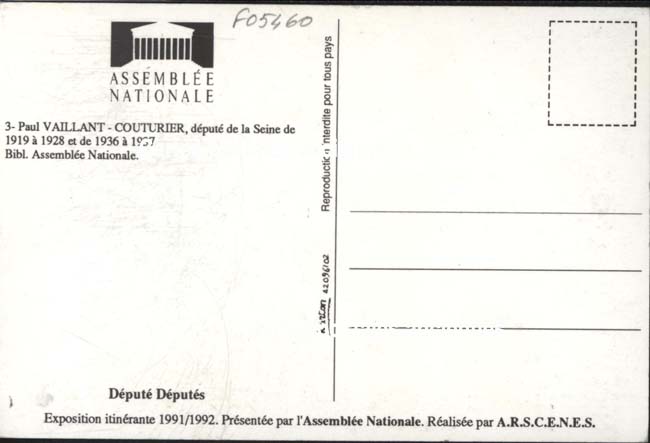 F05460
ASSEMBLÉE
NATIONALE
3- Paul VAILLANT - COUTURIER, député de la Seine de
1919 à 1928 et de 1936 à 1937
Bibl. Assemblée Nationale.
Reproduction interdite pour tous pays
42096102
Député Députés
Exposition itinérante 1991/1992. Présentée par l'Assemblée Nationale. Réalisée par A.R.S.C.E.N.E.S.